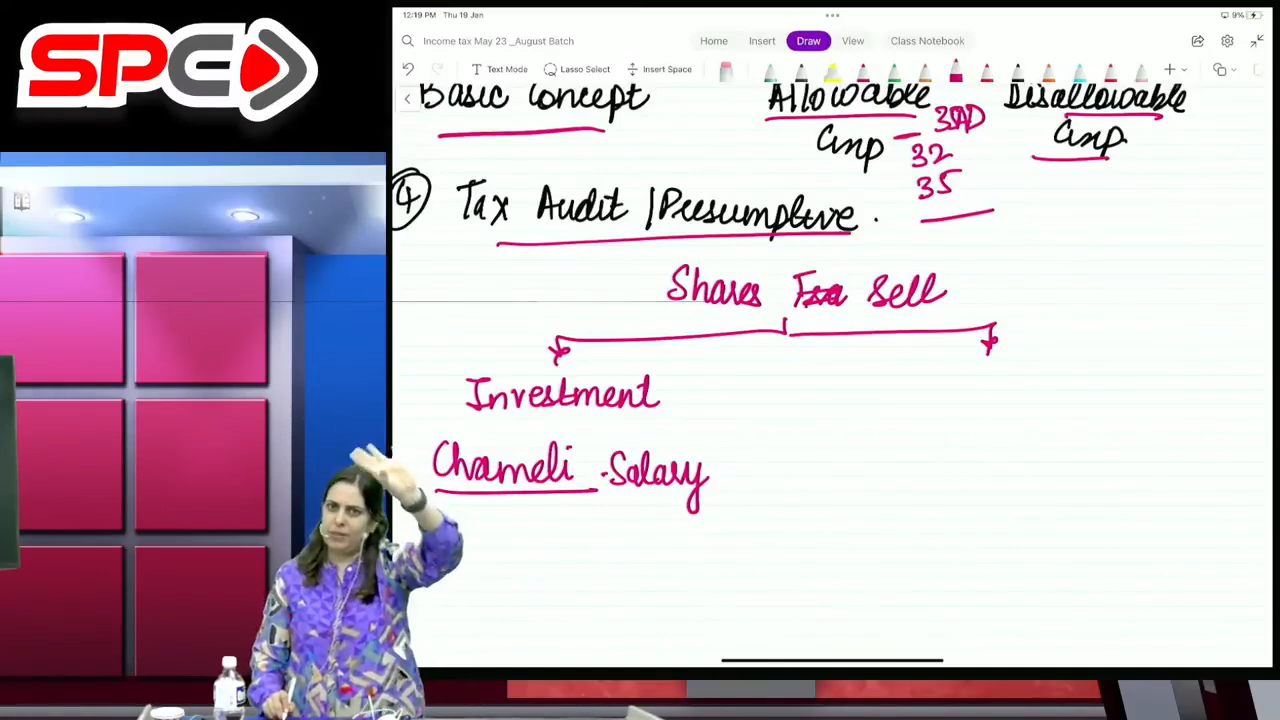 SPC
12:19 PM Thu 19 Jan
9%
Income tax May 23 _August Batch
Home Insert Draw View Class Notebook
Text Mode Lasso Select Insert Space
Basic Concept
Allowable
Disallowable
Exp
Exp.
32
35
4 Tax Audit / Presumptive .
Shares Sell
Investment
Chameli - Salary